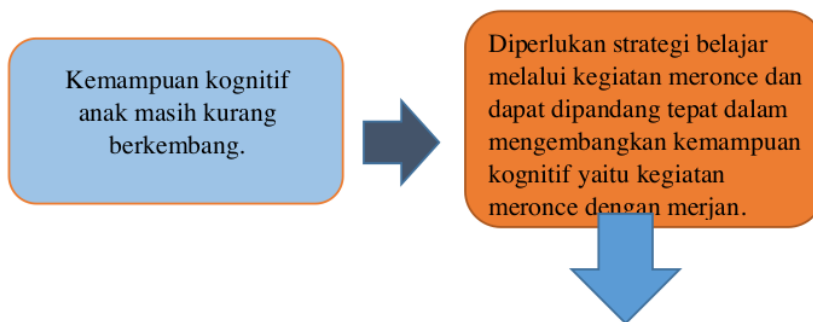 Kemampuan kognitif
anak masih kurang
berkembang.
Diperlukan strategi belajar
melalui kegiatan meronce dan
dapat dipandang tepat dalam
mengembangkan kemampuan
kognitif yaitu kegiatan
meronce dengan merjan.